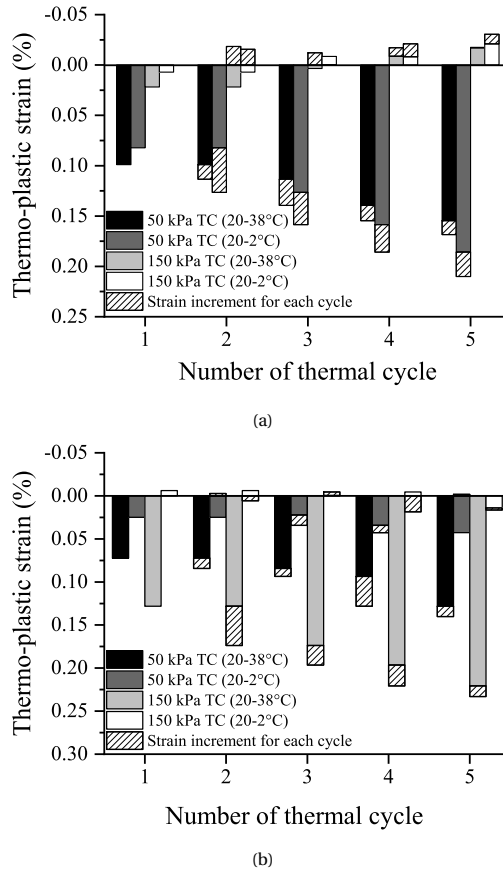 -0.05
0.00
0.05
0.10
0.15
0.20
0.25
Thermo-plastic strain (%)
50 kPa TC (20-38°C)
50 kPa TC (20-2°C)
150 kPa TC (20-38°C)
150 kPa TC (20-2°C)
Strain increment for each cycle
1 2 3 4 5
Number of thermal cycle
(a)
-0.05
0.00
0.05
0.10
0.15
0.20
0.25
0.30
Thermo-plastic strain (%)
50 kPa TC (20-38°C)
50 kPa TC (20-2°C)
150 kPa TC (20-38°C)
150 kPa TC (20-2°C)
Strain increment for each cycle
1 2 3 4 5
Number of thermal cycle
(b)